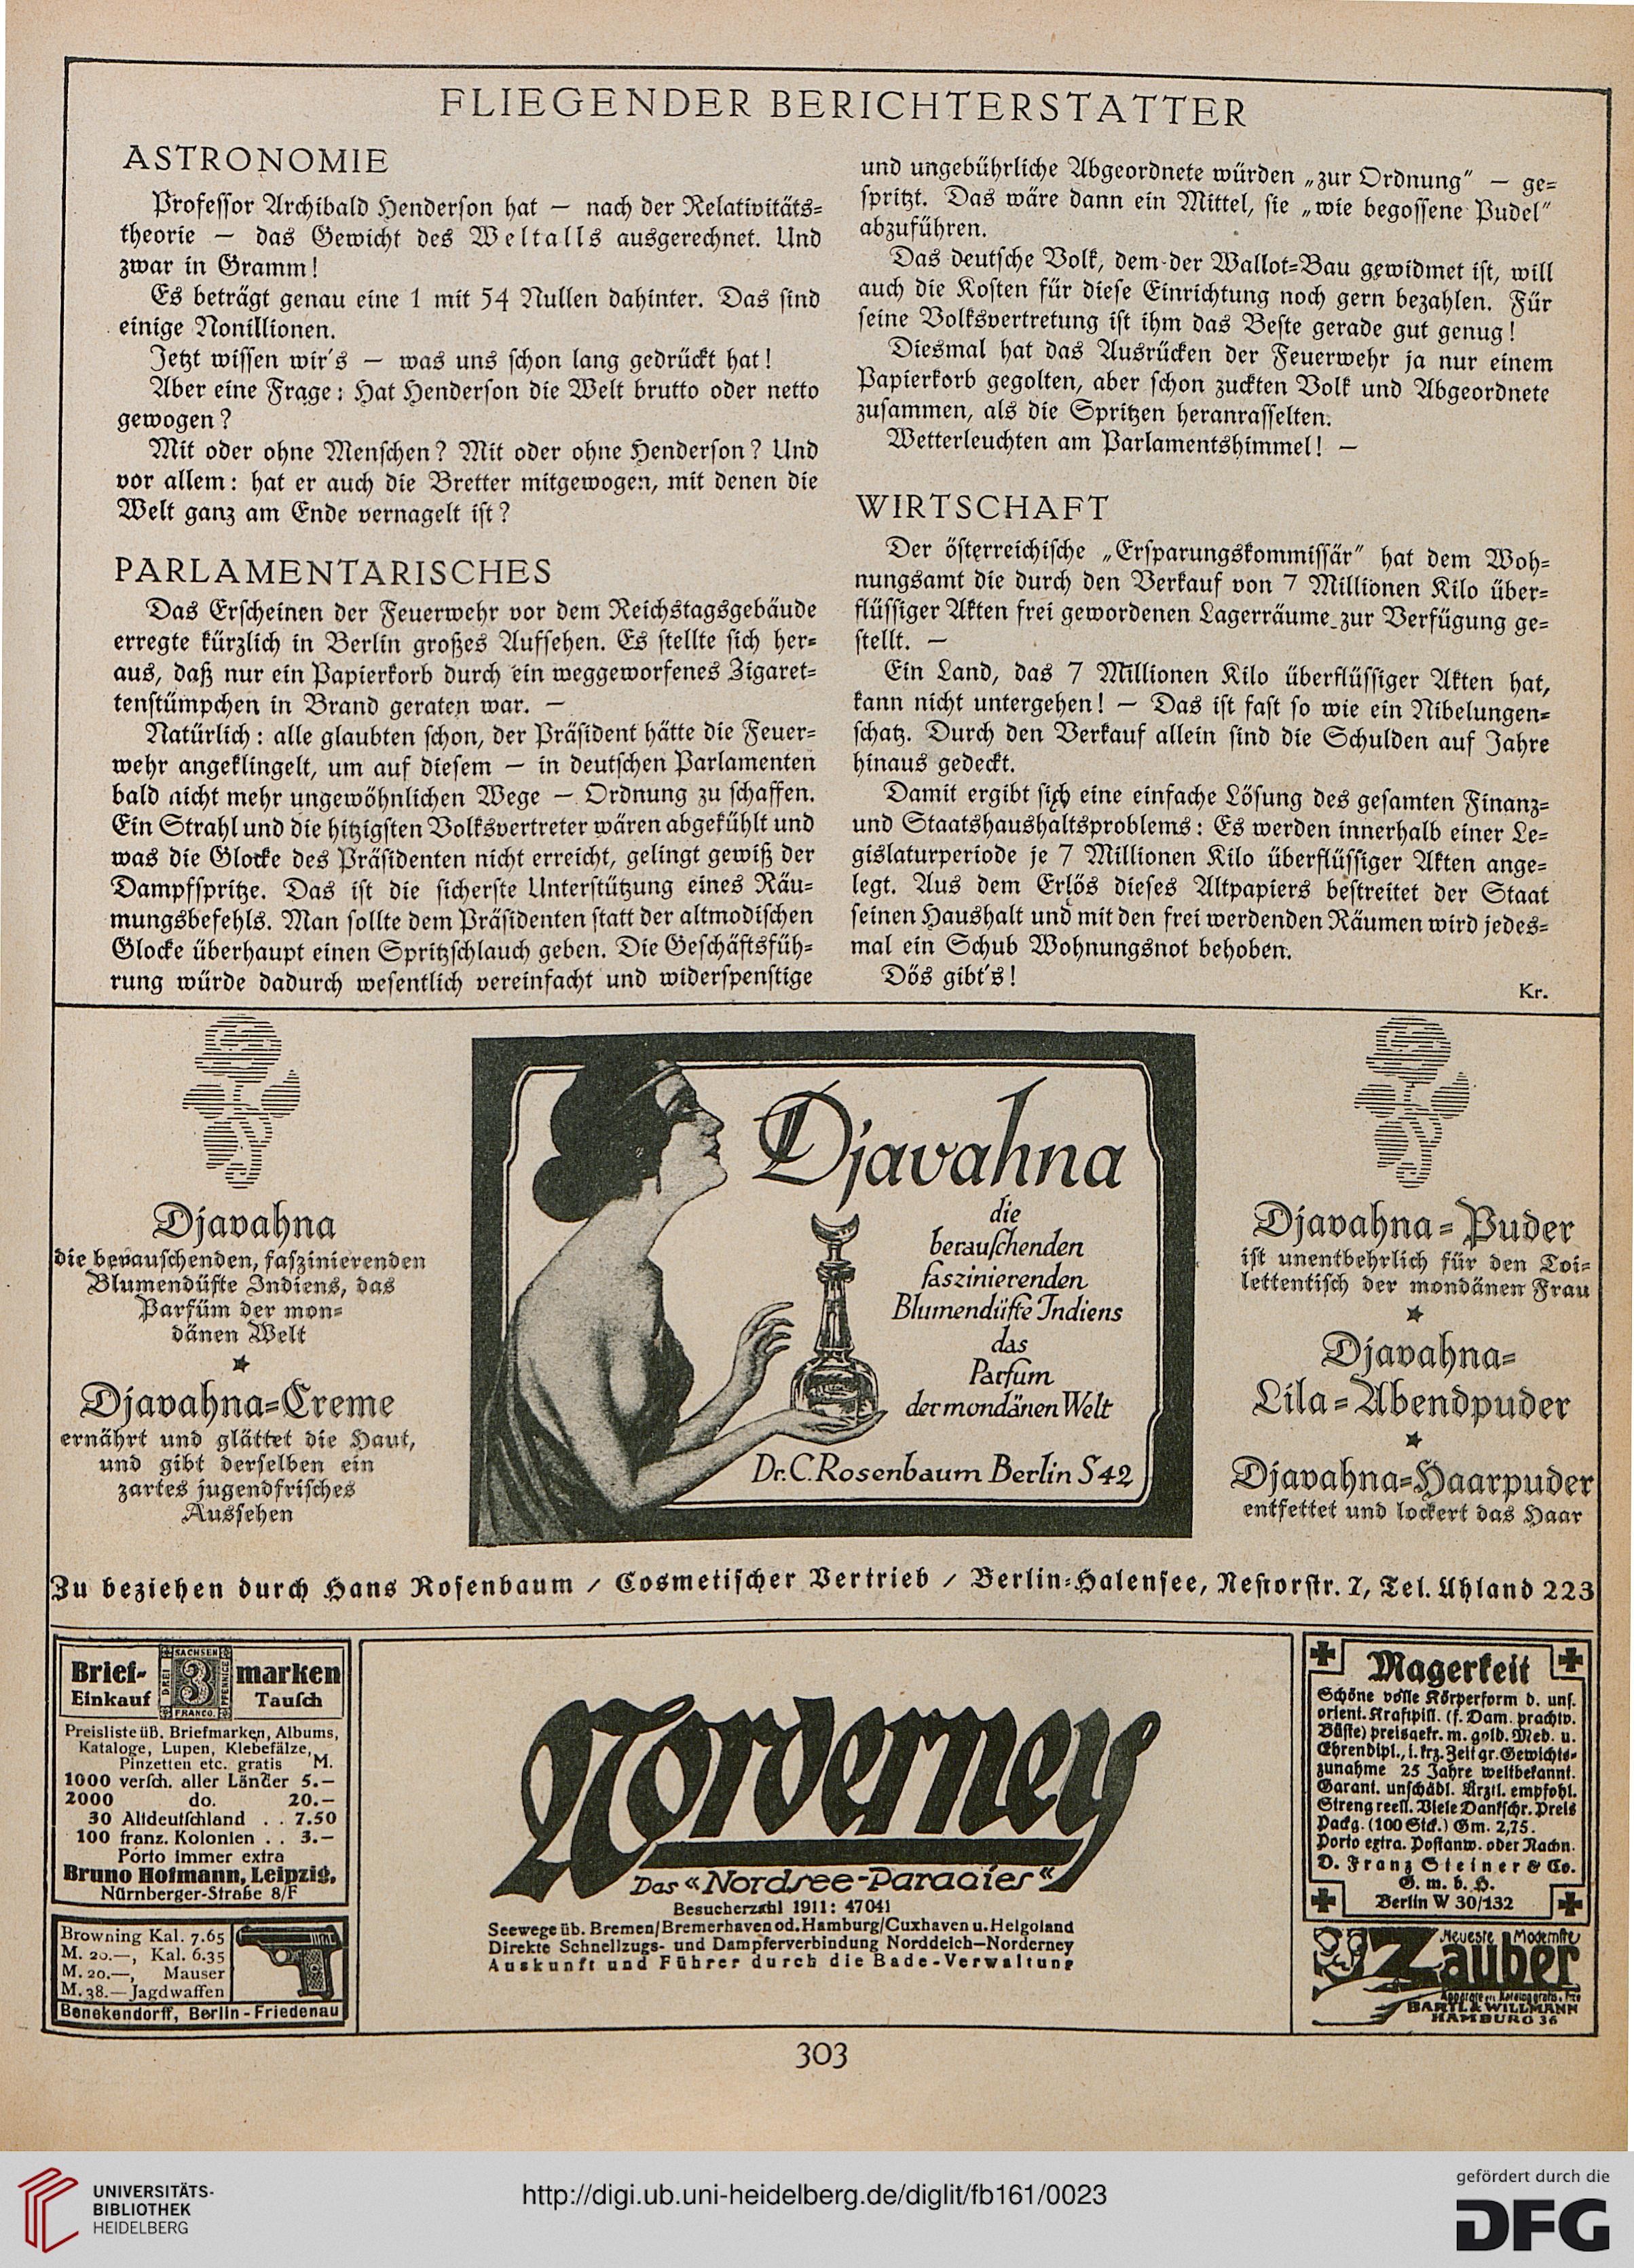 FLIEGENDER BERICHTERSTATTER
ASTRONOMIE
Professor Archibald Henderson hat — nach der Relativitäts=
theorie — das Gewicht des Weltalls ausgerechnet. Und
zwar in Gramm!
Es beträgt genau eine 1 mit 54 Nullen dahinter. Das sind
einige Nonillionen.
Jetzt wissen wir's — was uns schon lang gedrückt hat!
Aber eine Frage: Hat Henderson die Welt brutto oder netto
gewogen?
Mit oder ohne Menschen? Mit oder ohne Henderson? Und
vor allem: hat er auch die Bretter mitgewogen, mit denen die
Welt ganz am Ende vernagelt ist?
PARLAMENTARISCHES
Das Erscheinen der Feuerwehr vor dem Reichstagsgebäude
erregte kürzlich in Berlin großes Aufsehen. Es stellte sich her=
aus, daß nur ein Papierkorb durch ein weggeworfenes Zigaret=
tenstümpchen in Brand geraten war. —
Natürlich: alle glaubten schon, der Präsident hätte die Feuer=
wehr angeklingelt, um auf diesem — in deutschen Parlamenten
bald nicht mehr ungewöhnlichen Wege — Ordnung zu schaffen.
Ein Strahl und die hitzigsten Volksvertreter wären abgekühlt und
was die Glocke des Präsidenten nicht erreicht, gelingt gewiß der
Dampfspritze. Das ist die sicherste Unterstützung eines Räu=
mungsbefehls. Man sollte dem Präsidenten statt der altmodischen
Glocke überhaupt einen Spritzschlauch geben. Die Geschäftsfüh=
rung würde dadurch wesentlich vereinfacht und widerspenstige
und ungebührliche Abgeordnete würden „zur Ordnung" — ge=
spritzt. Das wäre dann ein Mittel, sie „wie begossene Pudel"
abzuführen.
Das deutsche Volk, dem der Wallot=Bau gewidmet ist, will
auch die Kosten für diese Einrichtung noch gern bezahlen. Für
seine Volksvertretung ist ihm das Beste gerade gut genug!
Diesmal hat das Ausrücken der Feuerwehr ja nur einem
Papierkorb gegolten, aber schon zuckten Volk und Abgeordnete
zusammen, als die Spritzen heranrasselten.
Wetterleuchten am Parlamentshimmel! —
WIRTSCHAFT
Der österreichische „Ersparungskommissär" hat dem Woh=
nungsamt die durch den Verkauf von 7 Millionen Kilo über=
flüssiger Akten frei gewordenen Lagerräume zur Verfügung ge=
stellt. —
Ein Land, das 7 Millionen Kilo überflüssiger Akten hat,
kann nicht untergehen! — Das ist fast so wie ein Nibelungen=
schatz. Durch den Verkauf allein sind die Schulden auf Jahre
hinaus gedeckt.
Damit ergibt sich eine einfache Lösung des gesamten Finanz=
und Staatshaushaltsproblems: Es werden innerhalb einer Le=
gislaturperiode je 7 Millionen Kilo überflüssiger Akten ange=
legt. Aus dem Erlös dieses Altpapiers bestreitet der Staat
seinen Haushalt und mit den frei werdenden Räumen wird jedes=
mal ein Schub Wohnungsnot behoben.
Dös gibt's!
Kr.
Djavahna
die berauschenden, faszinierenden
Blumendüfte Indiens, das
Parfüm der mon=
dänen Welt
Djavahna=Creme
ernährt und glättet die Haut,
und gibt derselben ein
zartes jugendfrisches
Aussehen
Djavahna
die
berauschenden
faszinierenden
Blumendüfte Indiens
das
Parfum
der mondänen Welt
Dr. C. Rosenbaum Berlin S 42
Djavahna=Puder
ist unentbehrlich für den Toi=
lettentisch der mondänen Frau
Djavahna=
Lila=Abendpuder
Djavahna=Haarpuder
entfettet und lockert das Haar
Zu beziehen durch Hans Rosenbaum / Cosmetischer Vertrieb / Berlin=Halensee, Nestorstr. 7, Tel. Uhland 223
Brief- marken
Einkauf Tausch
SACHSEN
DREI 3 PFENNIGE
FRANCO.
Preisliste üb. Briefmarken, Albums,
Kataloge, Lupen, Klebefälze,
Pinzetten etc. gratis M.
1000 versch. aller Länder 5.—
2000 do. 20.—
30 Altdeutschland . . 7.50
100 franz. Kolonien . . 3.—
Porto immer extra
Bruno Hofmann, Leipzig,
Nürnberger-Straße 8/F
Browning Kal. 7.65
M. 20.—, Kal. 6.35
M. 20.—, Mauser
M. 38.— Jagdwaffen
Benekendorff, Berlin - Friedenau
Norderney
Das «Nordsee-Paradies“
Besucherzahl 1911: 47041
Seewege üb. Bremen/Bremerhaven od. Hamburg/Cuxhaven u. Helgoland
Direkte Schnellzugs- und Dampferverbindung Norddeich—Norderney
Auskunft und Führer durch die Bade-Verwaltung
Magerkeit
Schöne volle Körperform d. uns.
orient. Kraftpill. (f. Dam. prachtv.
Büste) preisgekr. m. gold. Med. u.
Ehrendipl., i. krz. Zeit gr. Gewichts=
zunahme 25 Jahre weltbekannt.
Garant. unschädl. Ärztl. empfohl.
Streng reell. Viele Dankschr. Preis
Packg. (100 Stck.) Gm. 2,75.
Porto extra. Postanw. oder Nachn.
D. Franz Steiner & Co.
G. m. b. H.
Berlin W 30/132
Neueste Modernste
Zauber
Apparate
BARTL & WILLMANN
HAMBURG 36
303
UNIVERSITÄTS-
BIBLIOTHEK
HEIDELBERG
http://digi.ub.uni-heidelberg.de/diglit/fb161/0023
gefördert durch die
DFG